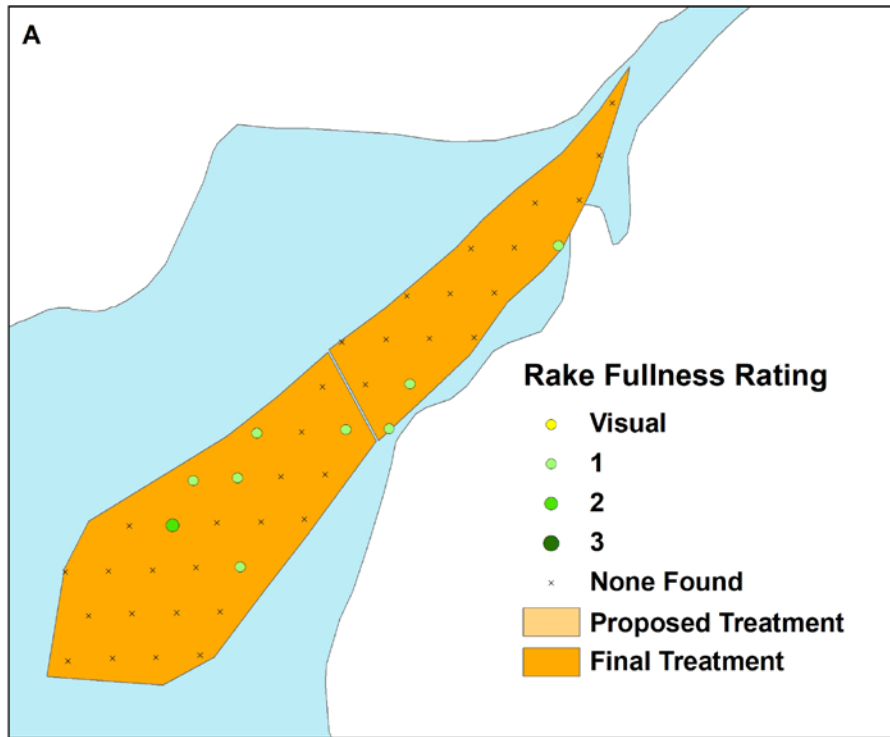 A
Rake Fullness Rating
Visual
1
2
3
None Found
Proposed Treatment
Final Treatment